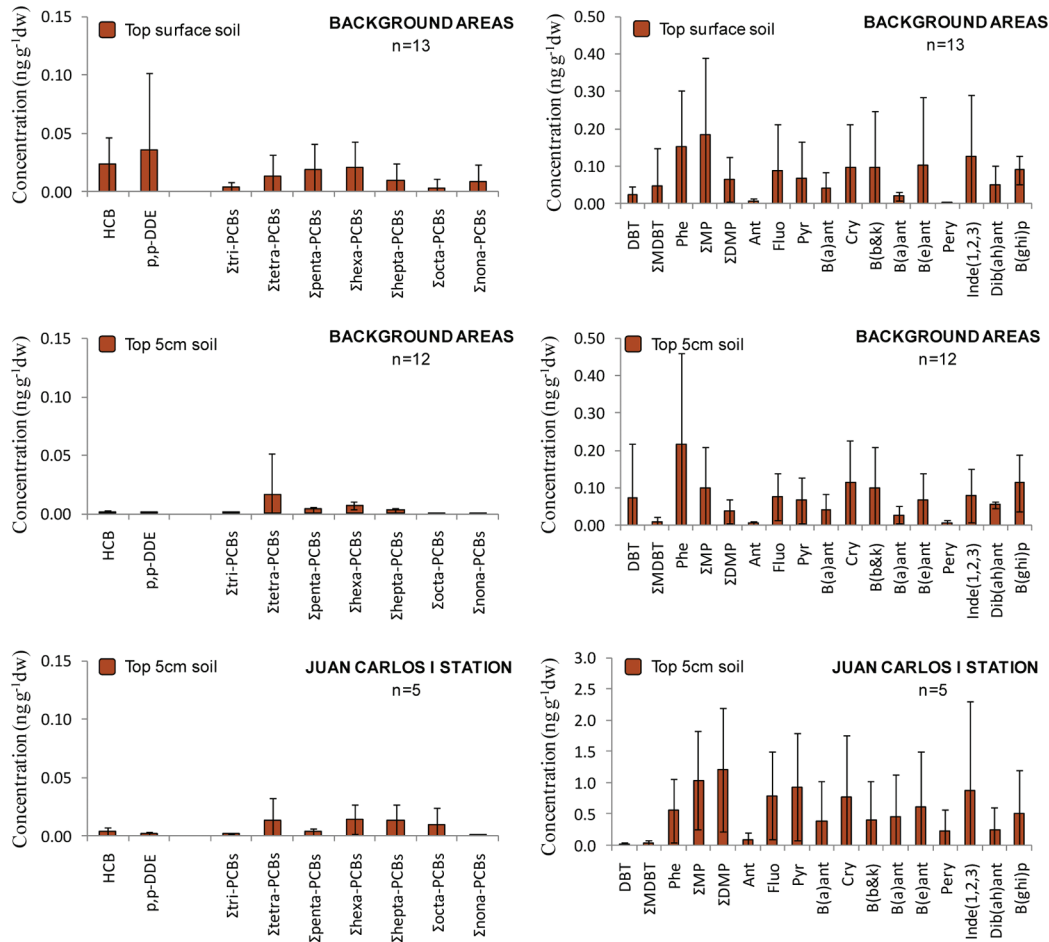 Top surface soil
BACKGROUND AREAS
n=13
Concentration (ng g-1dw)
0.15
0.10
0.05
0.00
HCB
p,p-DDE
Σtri-PCBs
Σtetra-PCBs
Σpenta-PCBs
Σhexa-PCBs
Σhepta-PCBs
Σocta-PCBs
Σnona-PCBs
Top surface soil
BACKGROUND AREAS
n=13
Concentration (ng g-1dw)
0.50
0.40
0.30
0.20
0.10
0.00
DBT
ΣMDBT
Phe
ΣMP
ΣDMP
Ant
Fluo
Pyr
B(a)ant
Cry
B(b&k)
B(a)ant
B(e)ant
Pery
Inde(1,2,3)
Dib(ah)ant
B(ghi)p
Top 5cm soil
BACKGROUND AREAS
n=12
Concentration (ng g-1dw)
0.15
0.10
0.05
0.00
HCB
p,p-DDE
Σtri-PCBs
Σtetra-PCBs
Σpenta-PCBs
Σhexa-PCBs
Σhepta-PCBs
Σocta-PCBs
Σnona-PCBs
Top 5cm soil
BACKGROUND AREAS
n=12
Concentration (ng g-1dw)
0.50
0.40
0.30
0.20
0.10
0.00
DBT
ΣMDBT
Phe
ΣMP
ΣDMP
Ant
Fluo
Pyr
B(a)ant
Cry
B(b&k)
B(a)ant
B(e)ant
Pery
Inde(1,2,3)
Dib(ah)ant
B(ghi)p
Top 5cm soil
JUAN CARLOS I STATION
n=5
Concentration (ng g-1dw)
0.15
0.10
0.05
0.00
HCB
p,p-DDE
Σtri-PCBs
Σtetra-PCBs
Σpenta-PCBs
Σhexa-PCBs
Σhepta-PCBs
Σocta-PCBs
Σnona-PCBs
Top 5cm soil
JUAN CARLOS I STATION
n=5
Concentration (ng g-1dw)
3.0
2.5
2.0
1.5
1.0
0.5
0.0
DBT
ΣMDBT
Phe
ΣMP
ΣDMP
Ant
Fluo
Pyr
B(a)ant
Cry
B(b&k)
B(a)ant
B(e)ant
Pery
Inde(1,2,3)
Dib(ah)ant
B(ghi)p